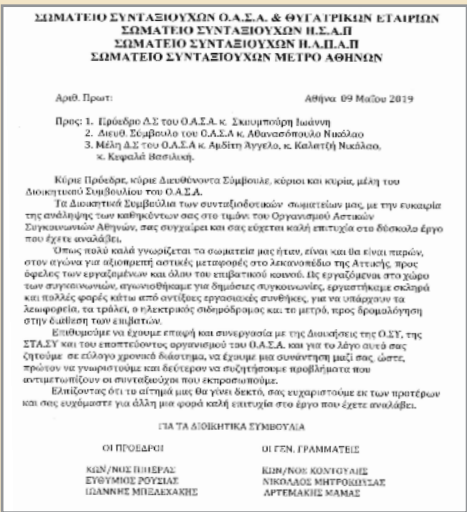 ΣΩΜΑΤΕΙΟ ΣΥΝΤΑΞΙΟΥΧΩΝ Ο.Α.Σ.Α. & ΘΥΓΑΤΡΙΚΩΝ ΕΤΑΙΡΙΩΝ
ΣΩΜΑΤΕΙΟ ΣΥΝΤΑΞΙΟΥΧΩΝ Η.Σ.Α.Π
ΣΩΜΑΤΕΙΟ ΣΥΝΤΑΞΙΟΥΧΩΝ Η.Λ.Π.Α.Π
ΣΩΜΑΤΕΙΟ ΣΥΝΤΑΞΙΟΥΧΩΝ ΜΕΤΡΟ ΑΘΗΝΩΝ
Αριθ. Πρωτ: Αθήνα 09 Μαΐου 2019
Προς: 1. Πρόεδρο Δ.Σ του Ο.Α.Σ.Α. κ. Σκουμπούρη Ιωάννη
2. Διευθ. Σύμβουλο του Ο.Α.Σ.Α κ. Αθανασόπουλο Νικόλαο
3. Μέλη Δ.Σ του Ο.Α.Σ.Α κ. Αμδίτη Άγγελο, κ. Καλατζή Νικόλαο,
κ. Κεφαλά Βασιλική.
Κύριε Πρόεδρε, κύριε Διευθύνοντα Σύμβουλε, κύριοι και κυρία, μέλη του
Διοικητικού Συμβουλίου του Ο.Α.Σ.Α.
Τα Διοικητικά Συμβούλια των συνταξιοδοτικών σωματείων μας, με την ευκαιρία
της ανάληψης των καθηκόντων σας στο τιμόνι του Οργανισμού Αστικών
Συγκοινωνιών Αθηνών, σας συγχαίρει και σας εύχεται καλή επιτυχία στο δύσκολο έργο
που έχετε αναλάβει.
Όπως πολύ καλά γνωρίζεται τα σωματεία μας ήταν, είναι και θα είναι παρών,
στον αγώνα για αξιοπρεπή αστικές μεταφορές στο λεκανοπέδιο της Αττικής, προς
όφελος των εργαζομένων και όλου του επιβατικού κοινού. Ως εργαζόμενοι στο χώρο
των συγκοινωνιών, αγωνισθήκαμε για δημόσιες συγκοινωνίες, εργαστήκαμε σκληρά
και πολλές φορές κάτω από αντίξοες εργασιακές συνθήκες, για να υπάρχουν τα
λεωφορεία, τα τρόλεϊ, ο ηλεκτρικός σιδηρόδρομος και το μετρό, προς δρομολόγηση
στην διάθεση των επιβατών.
Επιθυμούμε να έχουμε επαφή και συνεργασία με της Διοικήσεις της Ο.ΣΥ, της
ΣΤΑ.ΣΥ και του εποπτεύοντος οργανισμού του Ο.Α.Σ.Α. και για το λόγο αυτό σας
ζητούμε σε εύλογο χρονικό διάστημα, να έχουμε μια συνάντηση μαζί σας, ώστε,
πρώτον να γνωριστούμε και δεύτερον να συζητήσουμε προβλήματα που
αντιμετωπίζουν οι συνταξιούχοι που εκπροσωπούμε.
Ελπίζοντας ότι το αίτημά μας θα γίνει δεκτό, σας ευχαριστούμε εκ των προτέρων
και σας ευχόμαστε για άλλη μια φορά καλή επιτυχία στο έργο που έχετε αναλάβει.
ΓΙΑ ΤΑ ΔΙΟΙΚΗΤΙΚΑ ΣΥΜΒΟΥΛΙΑ
ΟΙ ΠΡΟΕΔΡΟΙ ΟΙ ΓΕΝ. ΓΡΑΜΜΑΤΕΙΣ
ΚΩΝ/ΝΟΣ ΚΩΝ/ΝΟΣ ΚΟΝΤΟΥΛΗΣ
ΕΥΘΥΜΙΟΣ ΡΟΥΣΙΑΣ ΝΙΚΟΛΑΟΣ ΜΗΤΡΟΚΩΤΣΑΣ
ΙΩΑΝΝΗΣ ΜΠΕΛΕΧΑΚΗΣ ΑΡΤΕΜΑΚΗΣ ΜΑΜΑΣ